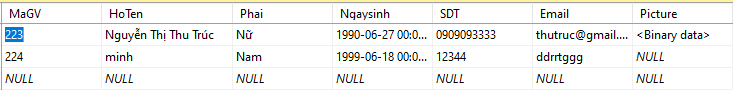 MaGV HoTen Phai Ngaysinh SDT Email Picture
223 Nguyễn Thị Thu Trúc Nữ 1990-06-27 00:0... 0909093333 thutruc@gmail.... <Binary data>
224 minh Nam 1999-06-18 00:0... 12344 ddrrtggg NULL
NULL NULL NULL NULL NULL NULL NULL